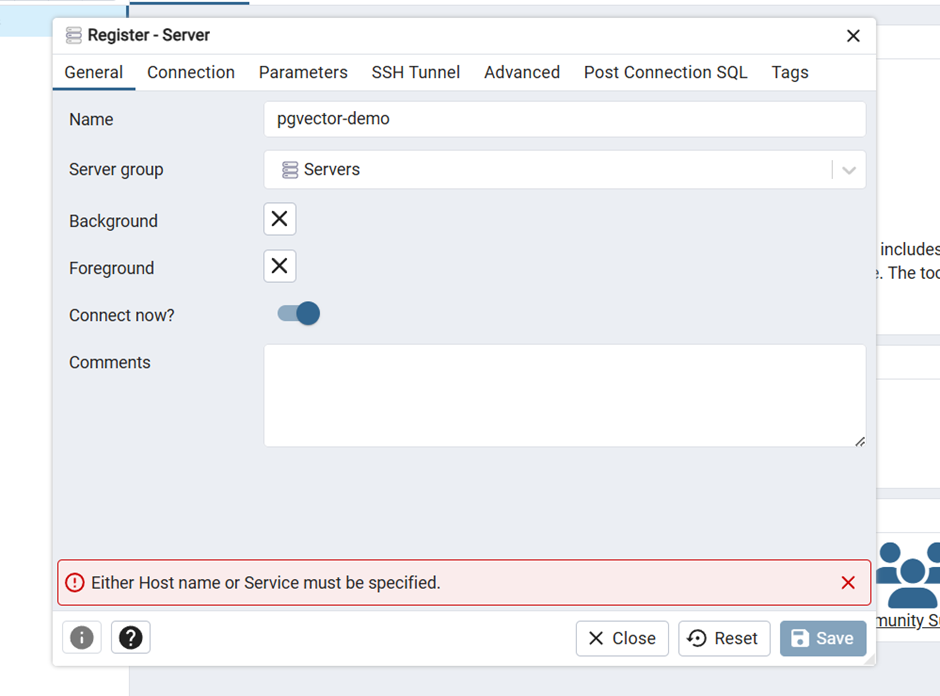 Register - Server
General Connection Parameters SSH Tunnel Advanced Post Connection SQL Tags
Name pgvector-demo
Server group Servers
Background
includes
Foreground
. The too
Connect now?
Comments
Either Host name or Service must be specified.
munity S
Close Reset Save